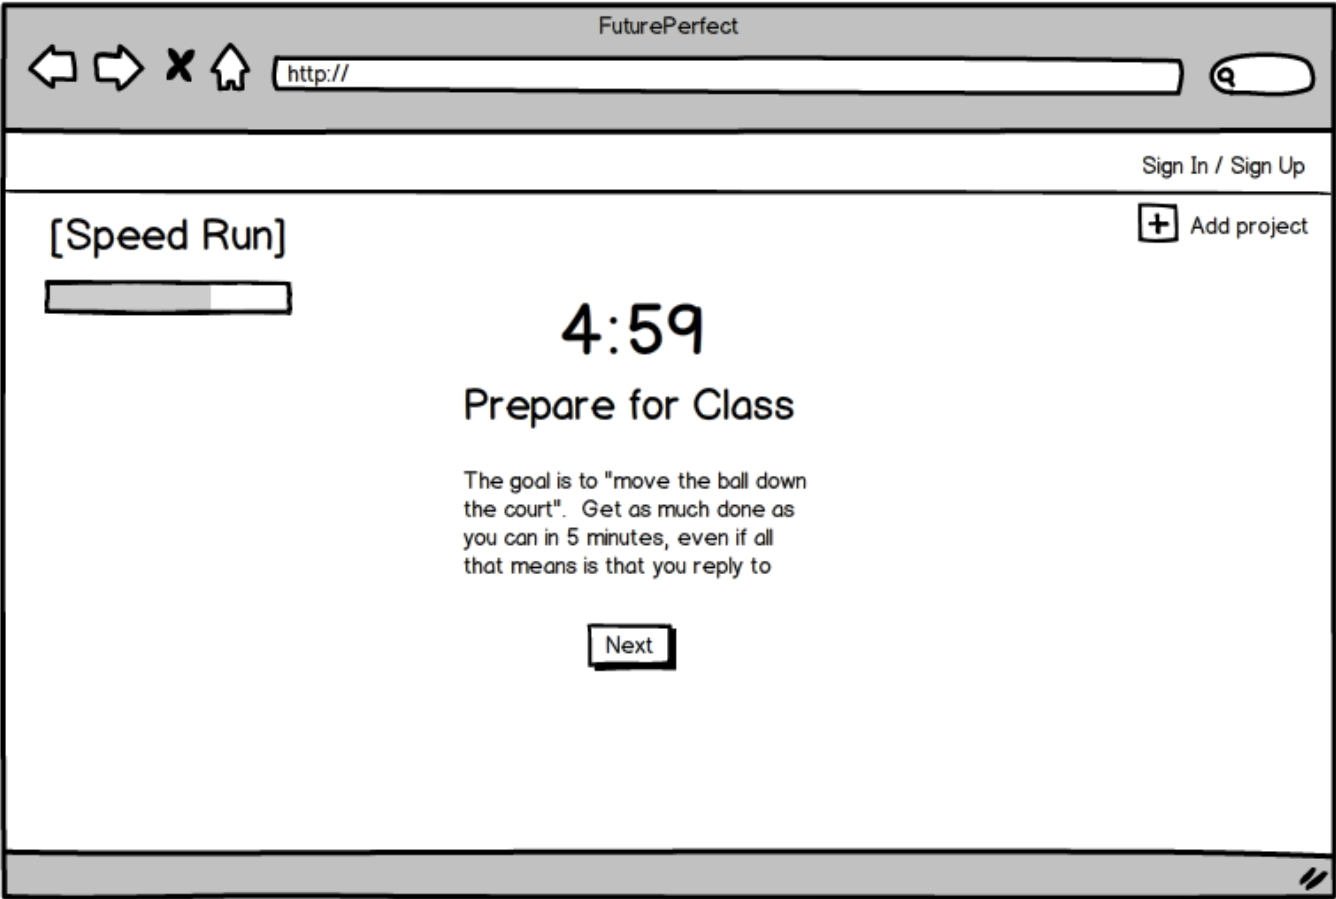 FuturePerfect
http://
Sign In / Sign Up
[Speed Run]
Add project
4:59
Prepare for Class
The goal is to "move the ball down
the court".  Get as much done as
you can in 5 minutes, even if all
that means is that you reply to
Next